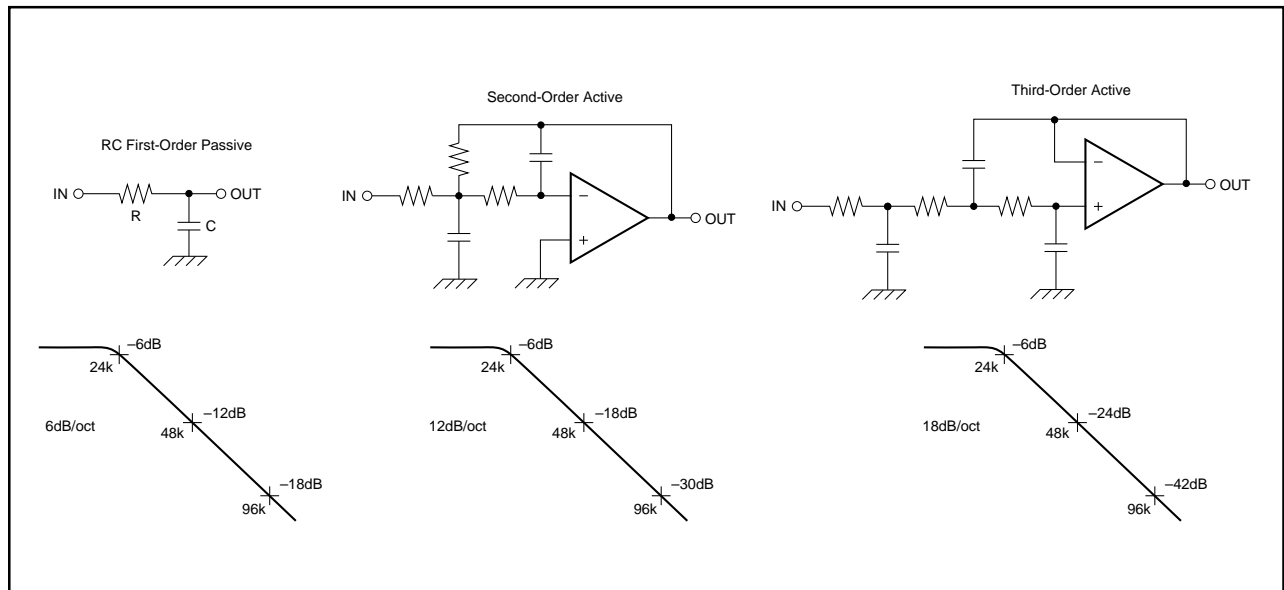 RC First-Order Passive
IN
R
C
OUT
Second-Order Active
IN
−
+
OUT
Third-Order Active
IN
−
+
OUT
–6dB
24k
–12dB
48k
–18dB
96k
6dB/oct
–6dB
24k
–18dB
48k
–30dB
96k
12dB/oct
–6dB
24k
–24dB
48k
–42dB
96k
18dB/oct